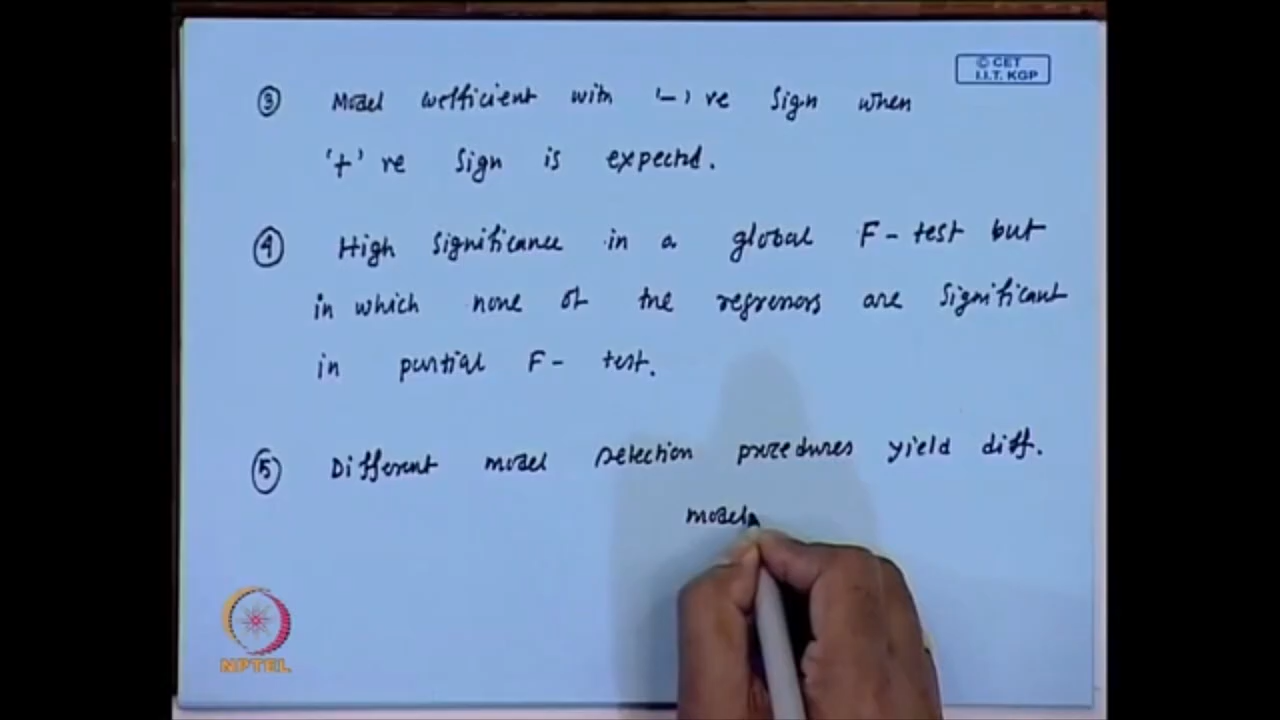 © CET
I.I.T. KGP
③ Model coefficient with '-' ve sign when
'+' ve sign is expected.
④ High significance in a global F-test but
in which none of the regressors are significant
in partial F-test.
⑤ Different model selection procedures yield diff.
model
NPTEL